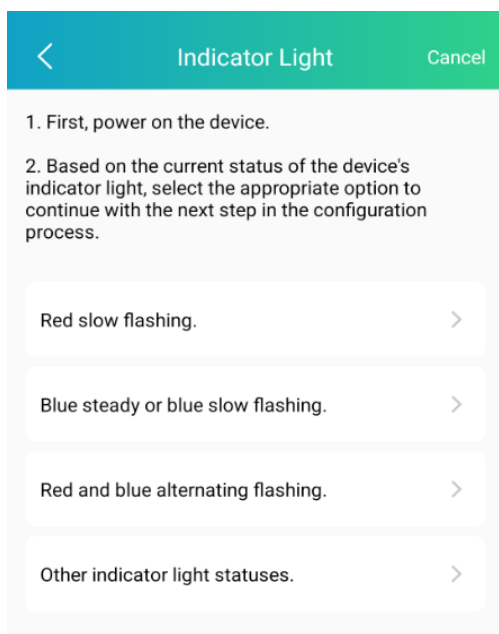 Indicator Light
Cancel
1. First, power on the device.
2. Based on the current status of the device's
indicator light, select the appropriate option to
continue with the next step in the configuration
process.
Red slow flashing.
Blue steady or blue slow flashing.
Red and blue alternating flashing.
Other indicator light statuses.